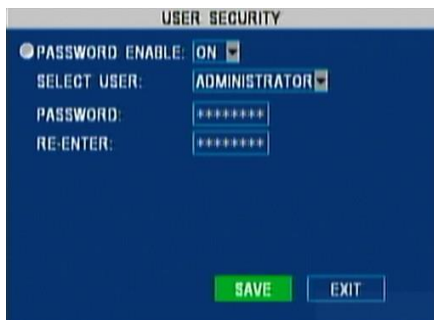 USER SECURITY
PASSWORD ENABLE: ON
SELECT USER: ADMINISTRATOR
PASSWORD: ********
RE-ENTER: ********
SAVE EXIT